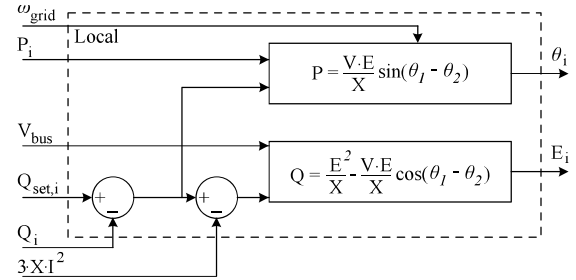 ω_grid
Local
P_i
P = V·E/X sin(θ_1 - θ_2)
θ_i
V_bus
Q = E^2/X - V·E/X cos(θ_1 - θ_2)
E_i
Q_set,i
+
−
+
−
Q_i
3·X·I^2